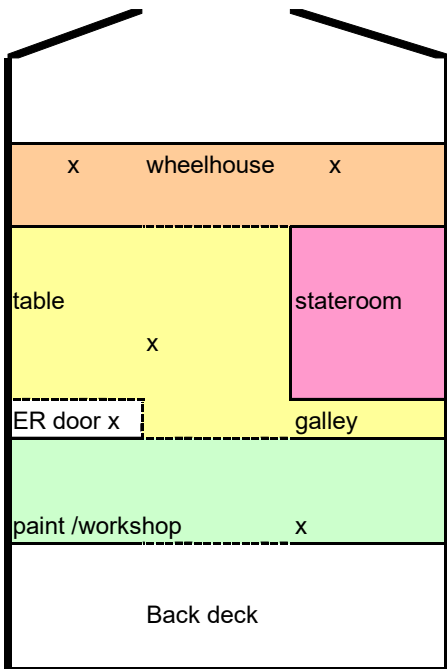 x wheelhouse x
table stateroom
x
ER door x galley
paint /workshop x
Back deck